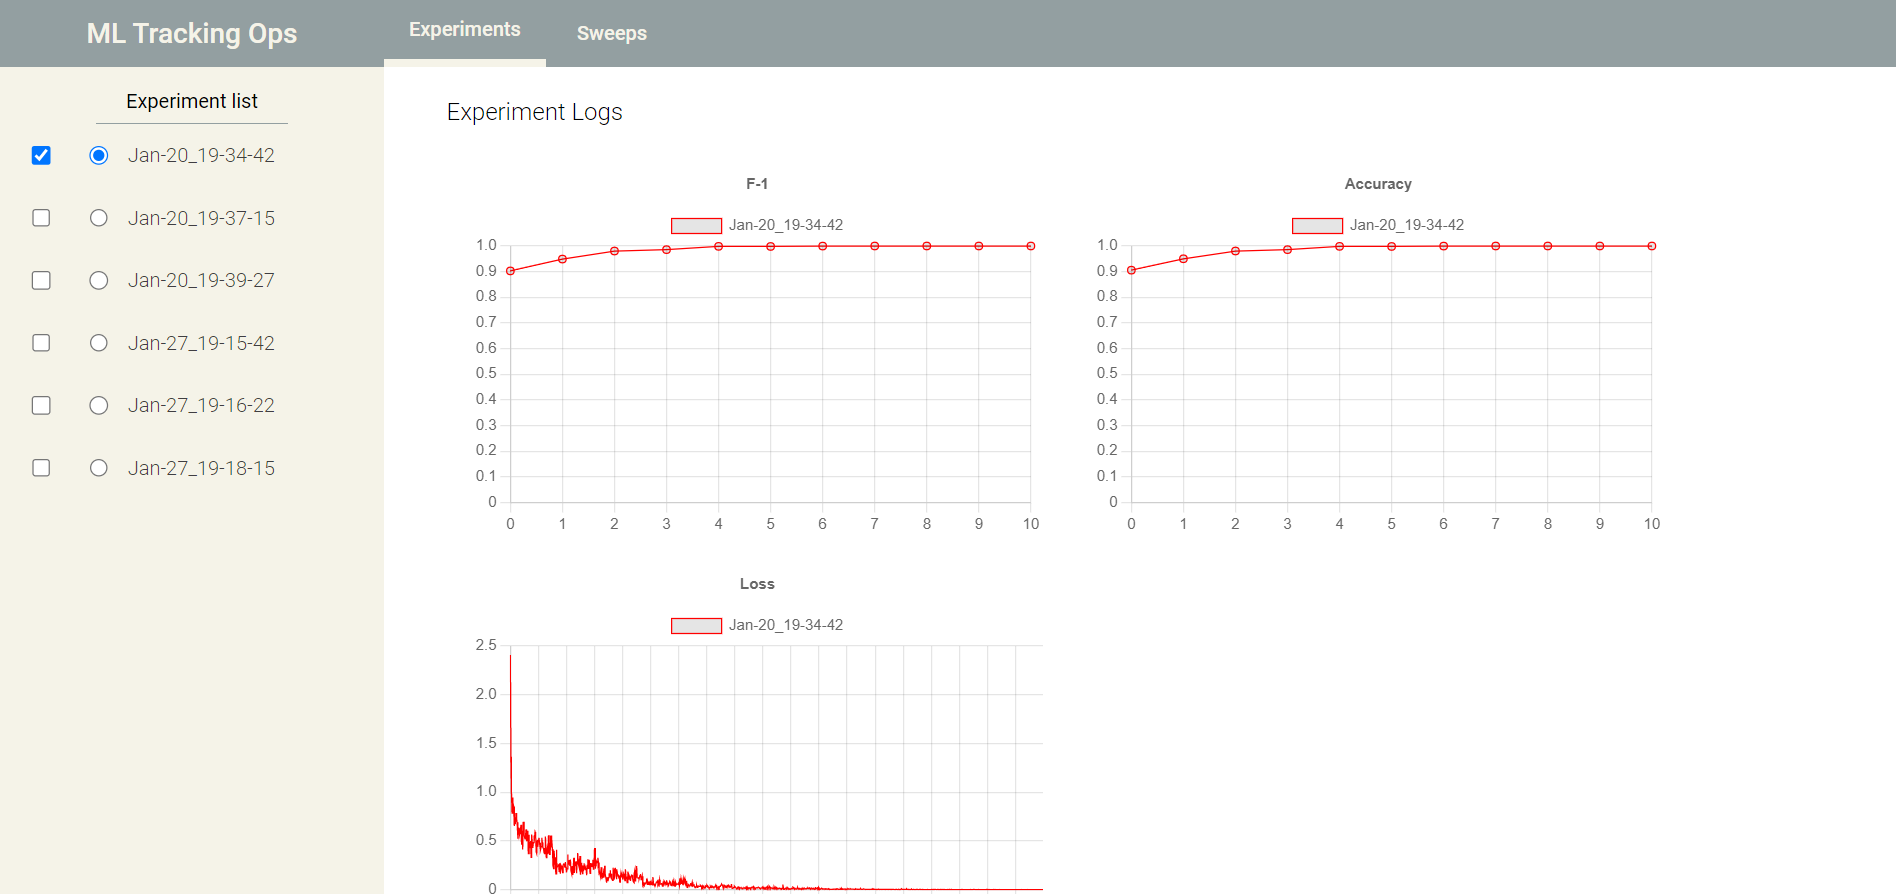 ML Tracking Ops
Experiments
Sweeps
Experiment list
Jan-20_19-34-42
Jan-20_19-37-15
Jan-20_19-39-27
Jan-27_19-15-42
Jan-27_19-16-22
Jan-27_19-18-15
Experiment Logs
F-1
Jan-20_19-34-42
1.0
0.9
0.8
0.7
0.6
0.5
0.4
0.3
0.2
0.1
0
0 1 2 3 4 5 6 7 8 9 10
Accuracy
Jan-20_19-34-42
1.0
0.9
0.8
0.7
0.6
0.5
0.4
0.3
0.2
0.1
0
0 1 2 3 4 5 6 7 8 9 10
Loss
Jan-20_19-34-42
2.5
2.0
1.5
1.0
0.5
0